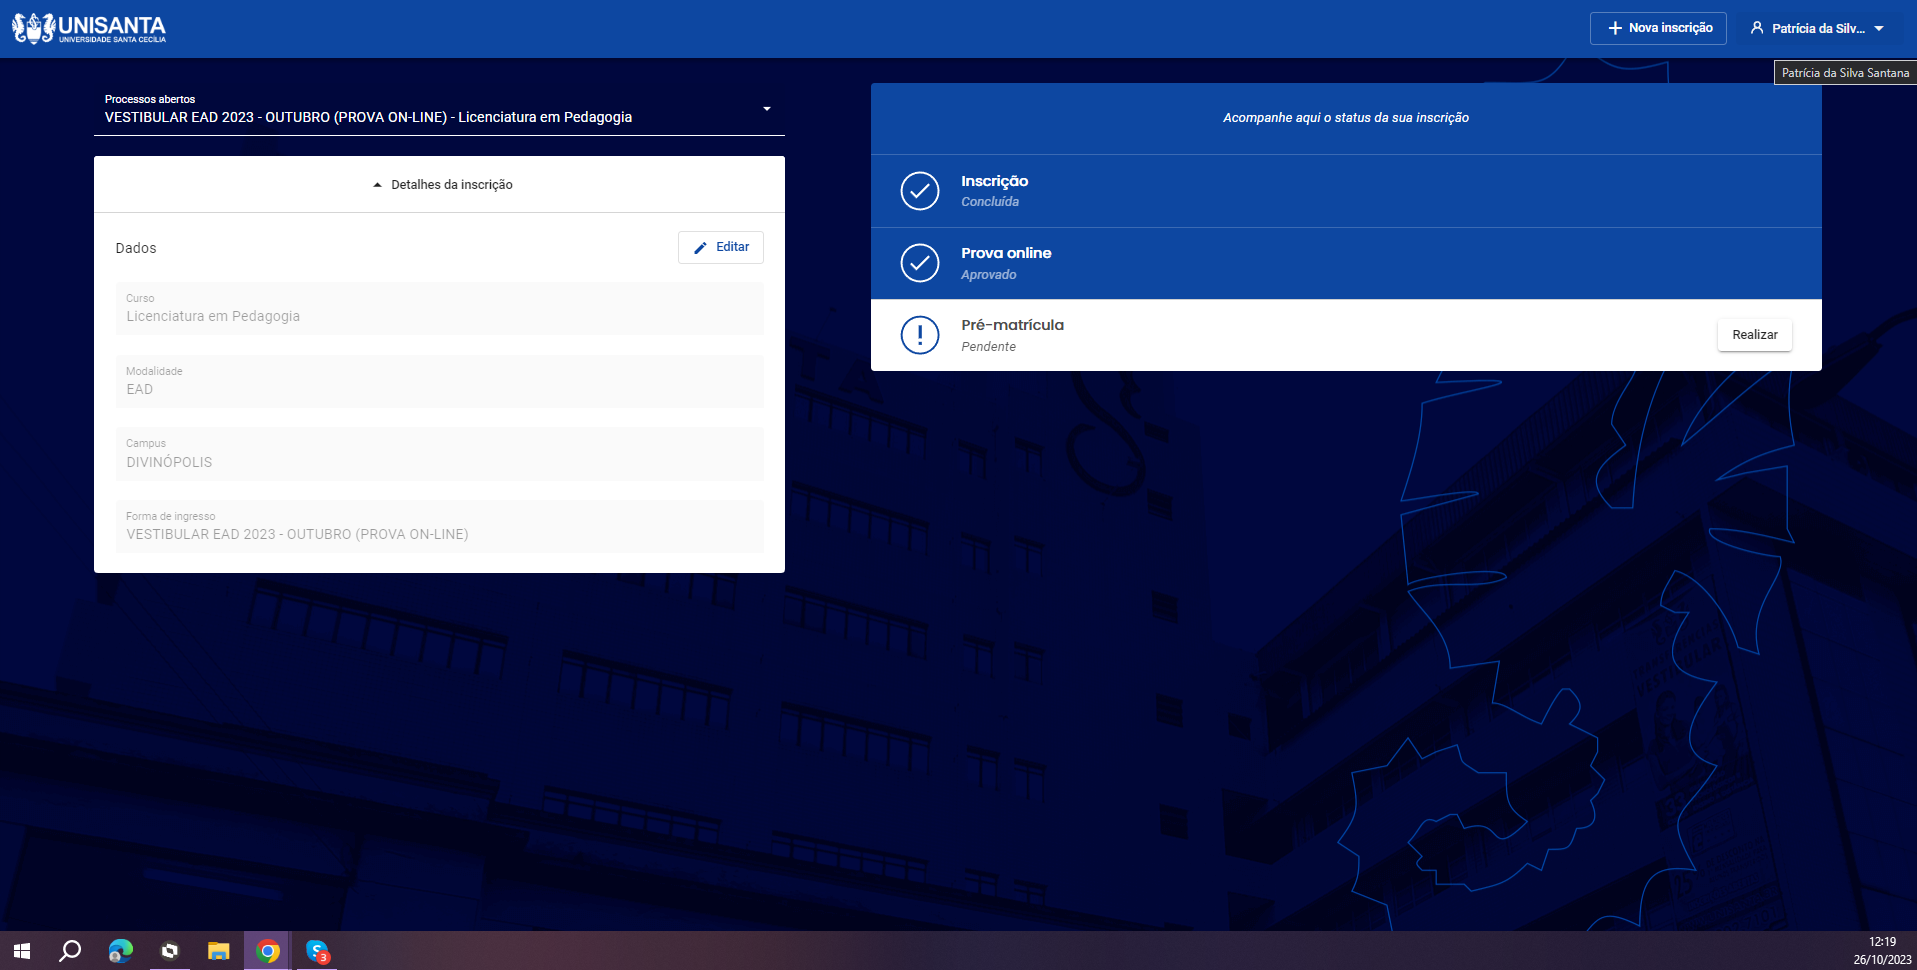 UNISANTA
UNIVERSIDADE SANTA CECÍLIA
Nova inscrição
Patrícia da Silv...
Patrícia da Silva Santana
Processos abertos
VESTIBULAR EAD 2023 - OUTUBRO (PROVA ON-LINE) - Licenciatura em Pedagogia
Detalhes da inscrição
Dados
Editar
Curso
Licenciatura em Pedagogia
Modalidade
EAD
Campus
DIVINÓPOLIS
Forma de ingresso
VESTIBULAR EAD 2023 - OUTUBRO (PROVA ON-LINE)
Acompanhe aqui o status da sua inscrição
Inscrição
Concluída
Prova online
Aprovado
Pré-matrícula
Pendente
Realizar
VESTIBULAR
S
3
12:19
26/10/2023